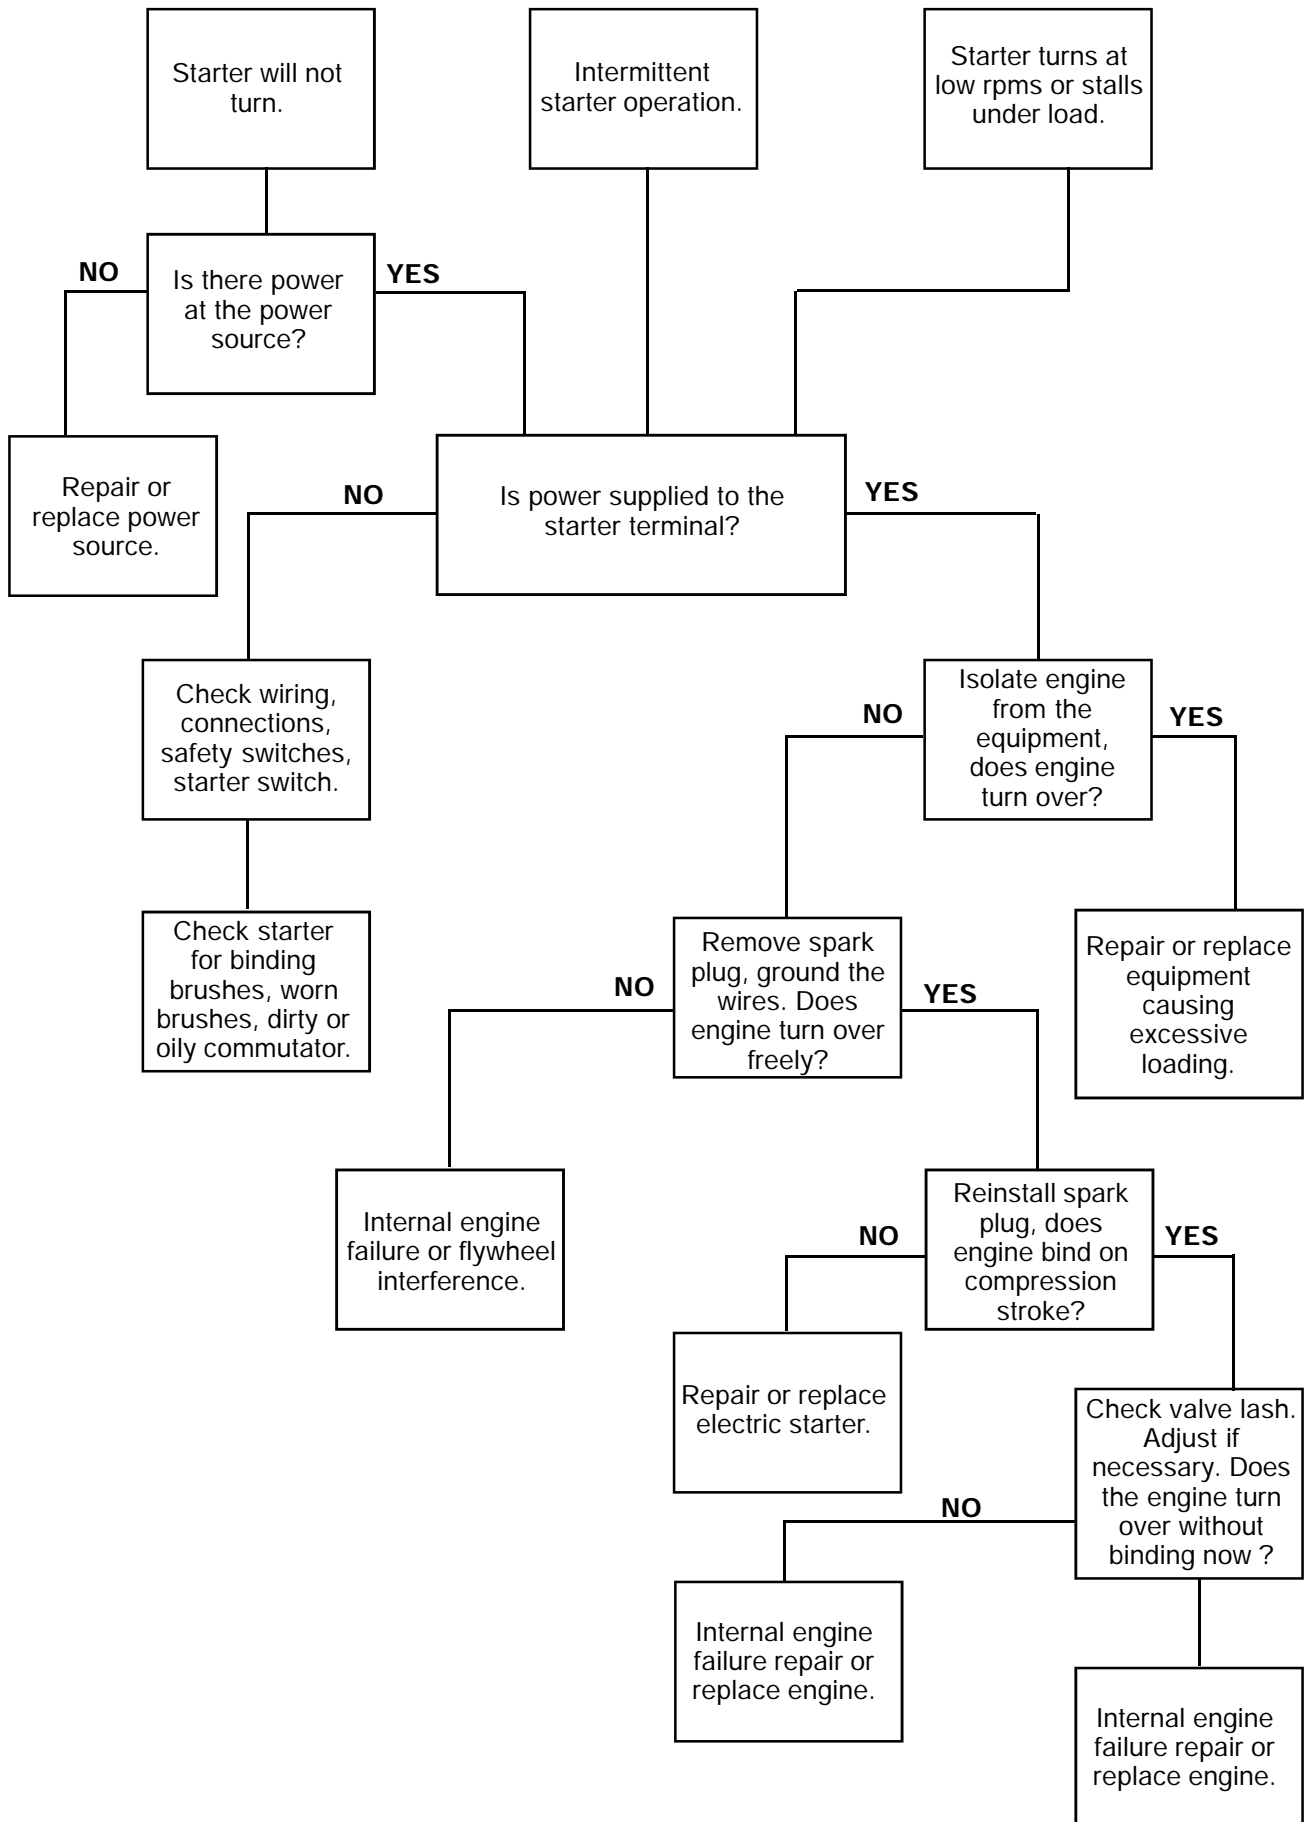 Starter will not
turn.
Intermittent
starter operation.
Starter turns at
low rpms or stalls
under load.
NO
Is there power
at the power
source?
YES
Repair or
replace power
source.
NO
Is power supplied to the
starter terminal?
YES
Check wiring,
connections,
safety switches,
starter switch.
NO
Isolate engine
from the
equipment,
does engine
turn over?
YES
Check starter
for binding
brushes, worn
brushes, dirty or
oily commutator.
NO
Remove spark
plug, ground the
wires. Does
engine turn over
freely?
YES
Repair or replace
equipment
causing
excessive
loading.
Internal engine
failure or flywheel
interference.
NO
Reinstall spark
plug, does
engine bind on
compression
stroke?
YES
Repair or replace
electric starter.
NO
Check valve lash.
Adjust if
necessary. Does
the engine turn
over without
binding now ?
Internal engine
failure repair or
replace engine.
Internal engine
failure repair or
replace engine.